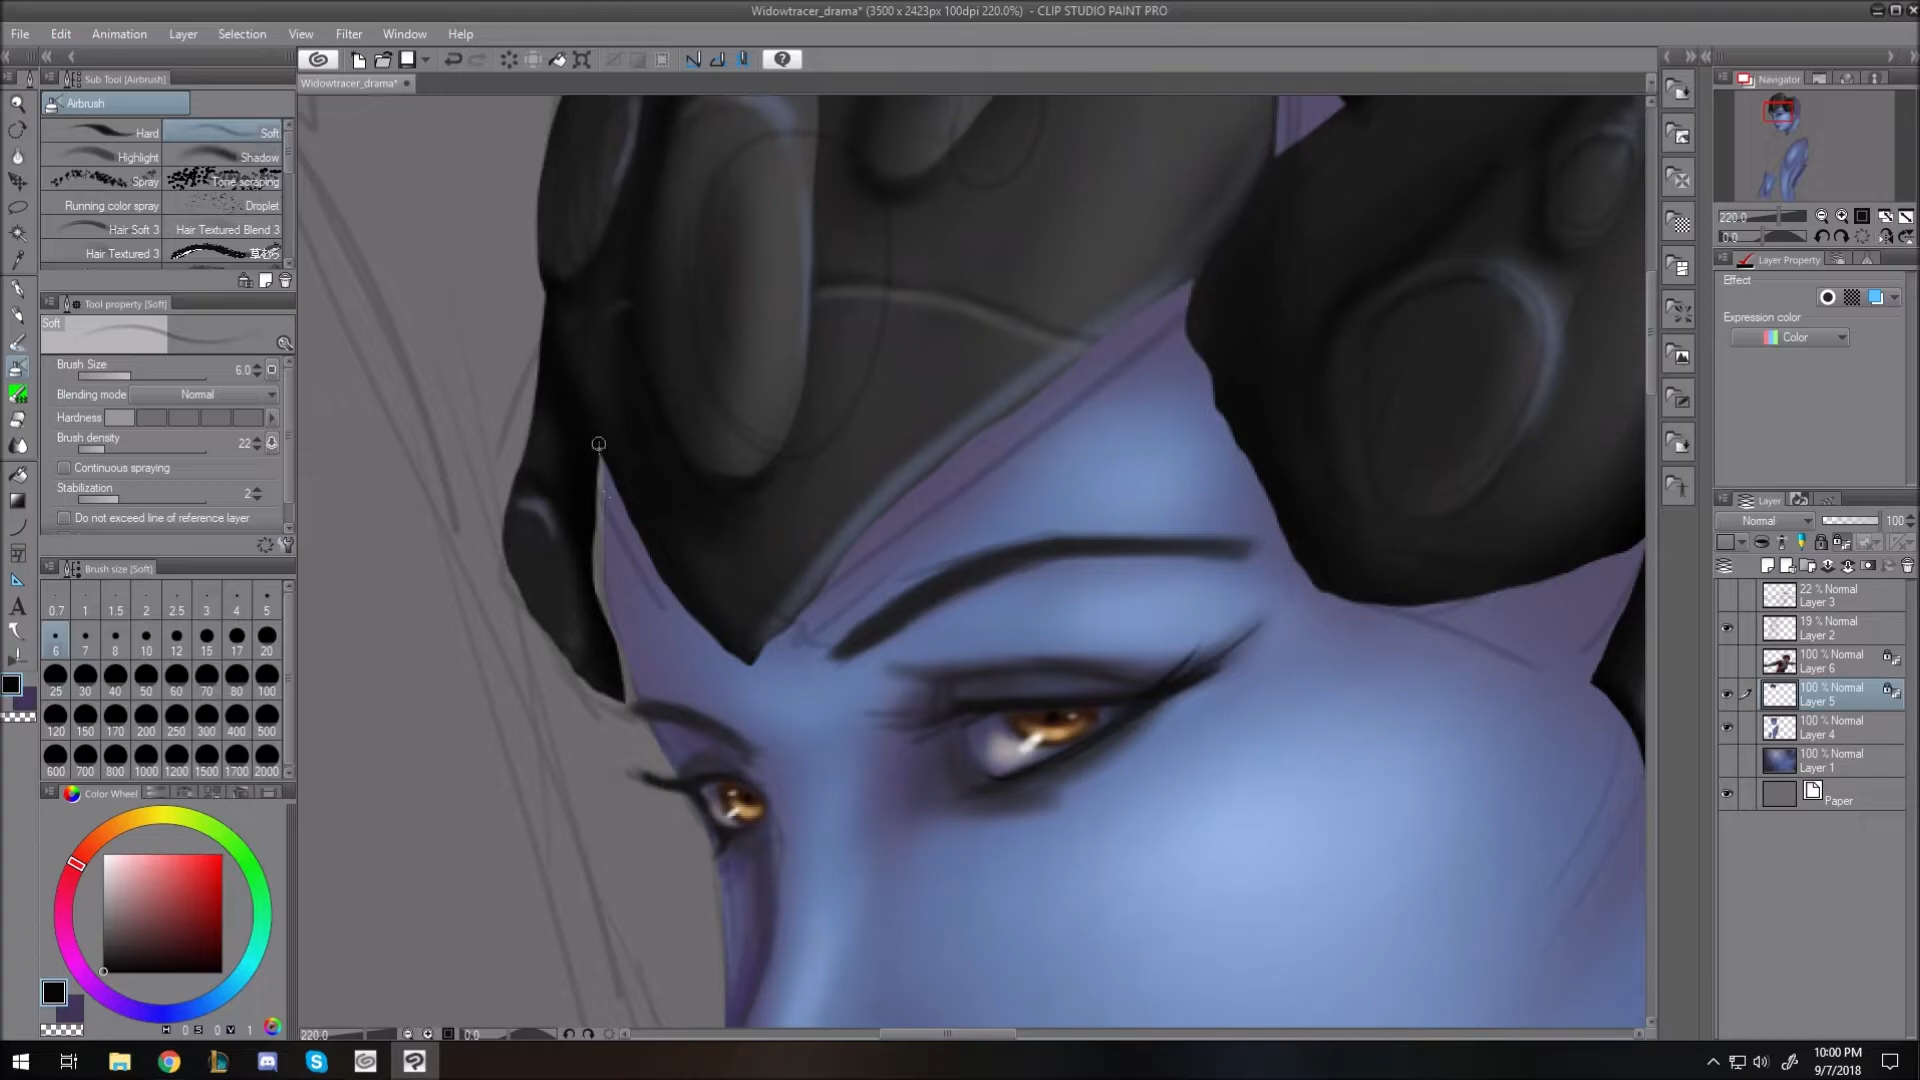 Widowtracer_drama* (3500 x 2423px 100dpi 220.0%) - CLIP STUDIO PAINT PRO
File Edit Animation Layer Selection View Filter Window Help
Sub Tool [Airbrush]
Airbrush
Hard Soft
Highlight Shadow
Spray Tone scraping
Running color spray Droplet
Hair Soft 3 Hair Textured Blend 3
Hair Textured 3
Tool property [Soft]
Soft
Brush Size 6.0
Blending mode Normal
Hardness
Brush density 22
Continuous spraying
Stabilization 2
Do not exceed line of reference layer
Brush size [Soft]
0.7 1 1.5 2 2.5 3 4 5
6 7 8 10 12 15 17 20
25 30 40 50 60 70 80 100
120 150 170 200 250 300 400 500
600 700 800 1000 1200 1500 1700 2000
Color Wheel
H 0 S 0 V 1
Widowtracer_drama*
220.0 0.0
Navigator
220.0
0.0
Layer Property
Effect
Expression color
Color
Layer
Normal 100
22 % Normal
Layer 3
19 % Normal
Layer 2
100 % Normal
Layer 6
100 % Normal
Layer 5
100 % Normal
Layer 4
100 % Normal
Layer 1
Paper
10:00 PM
9/7/2018